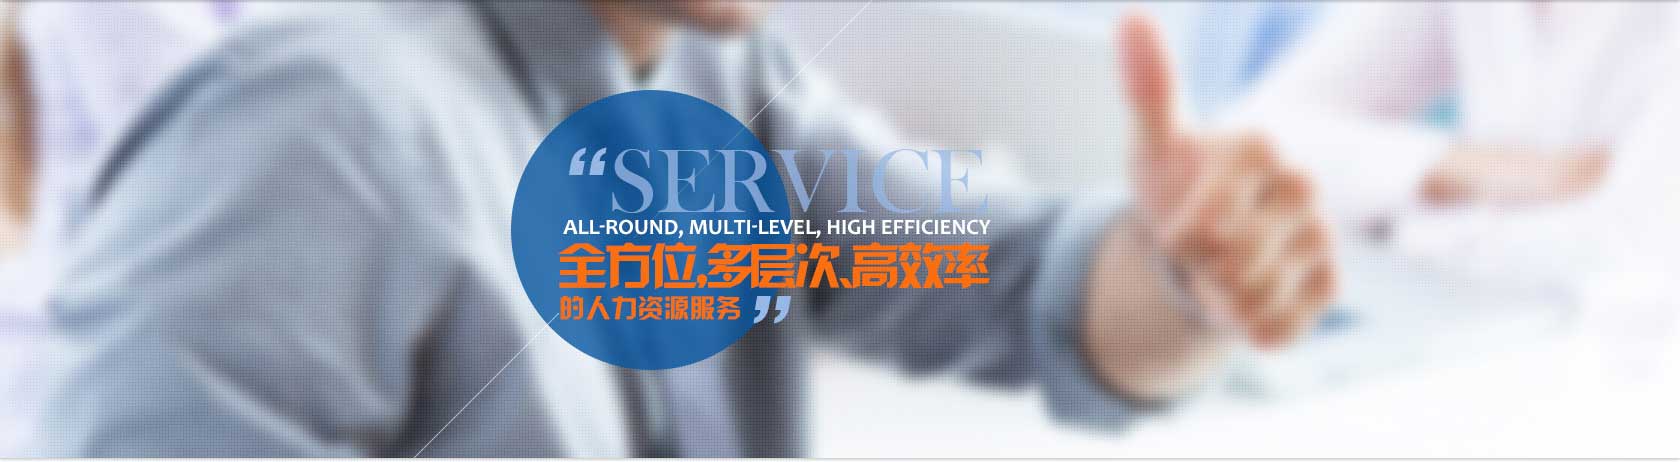 “SERVICE
ALL-ROUND, MULTI-LEVEL, HIGH EFFICIENCY
全方位,多层次、高效率
的人力资源服务”